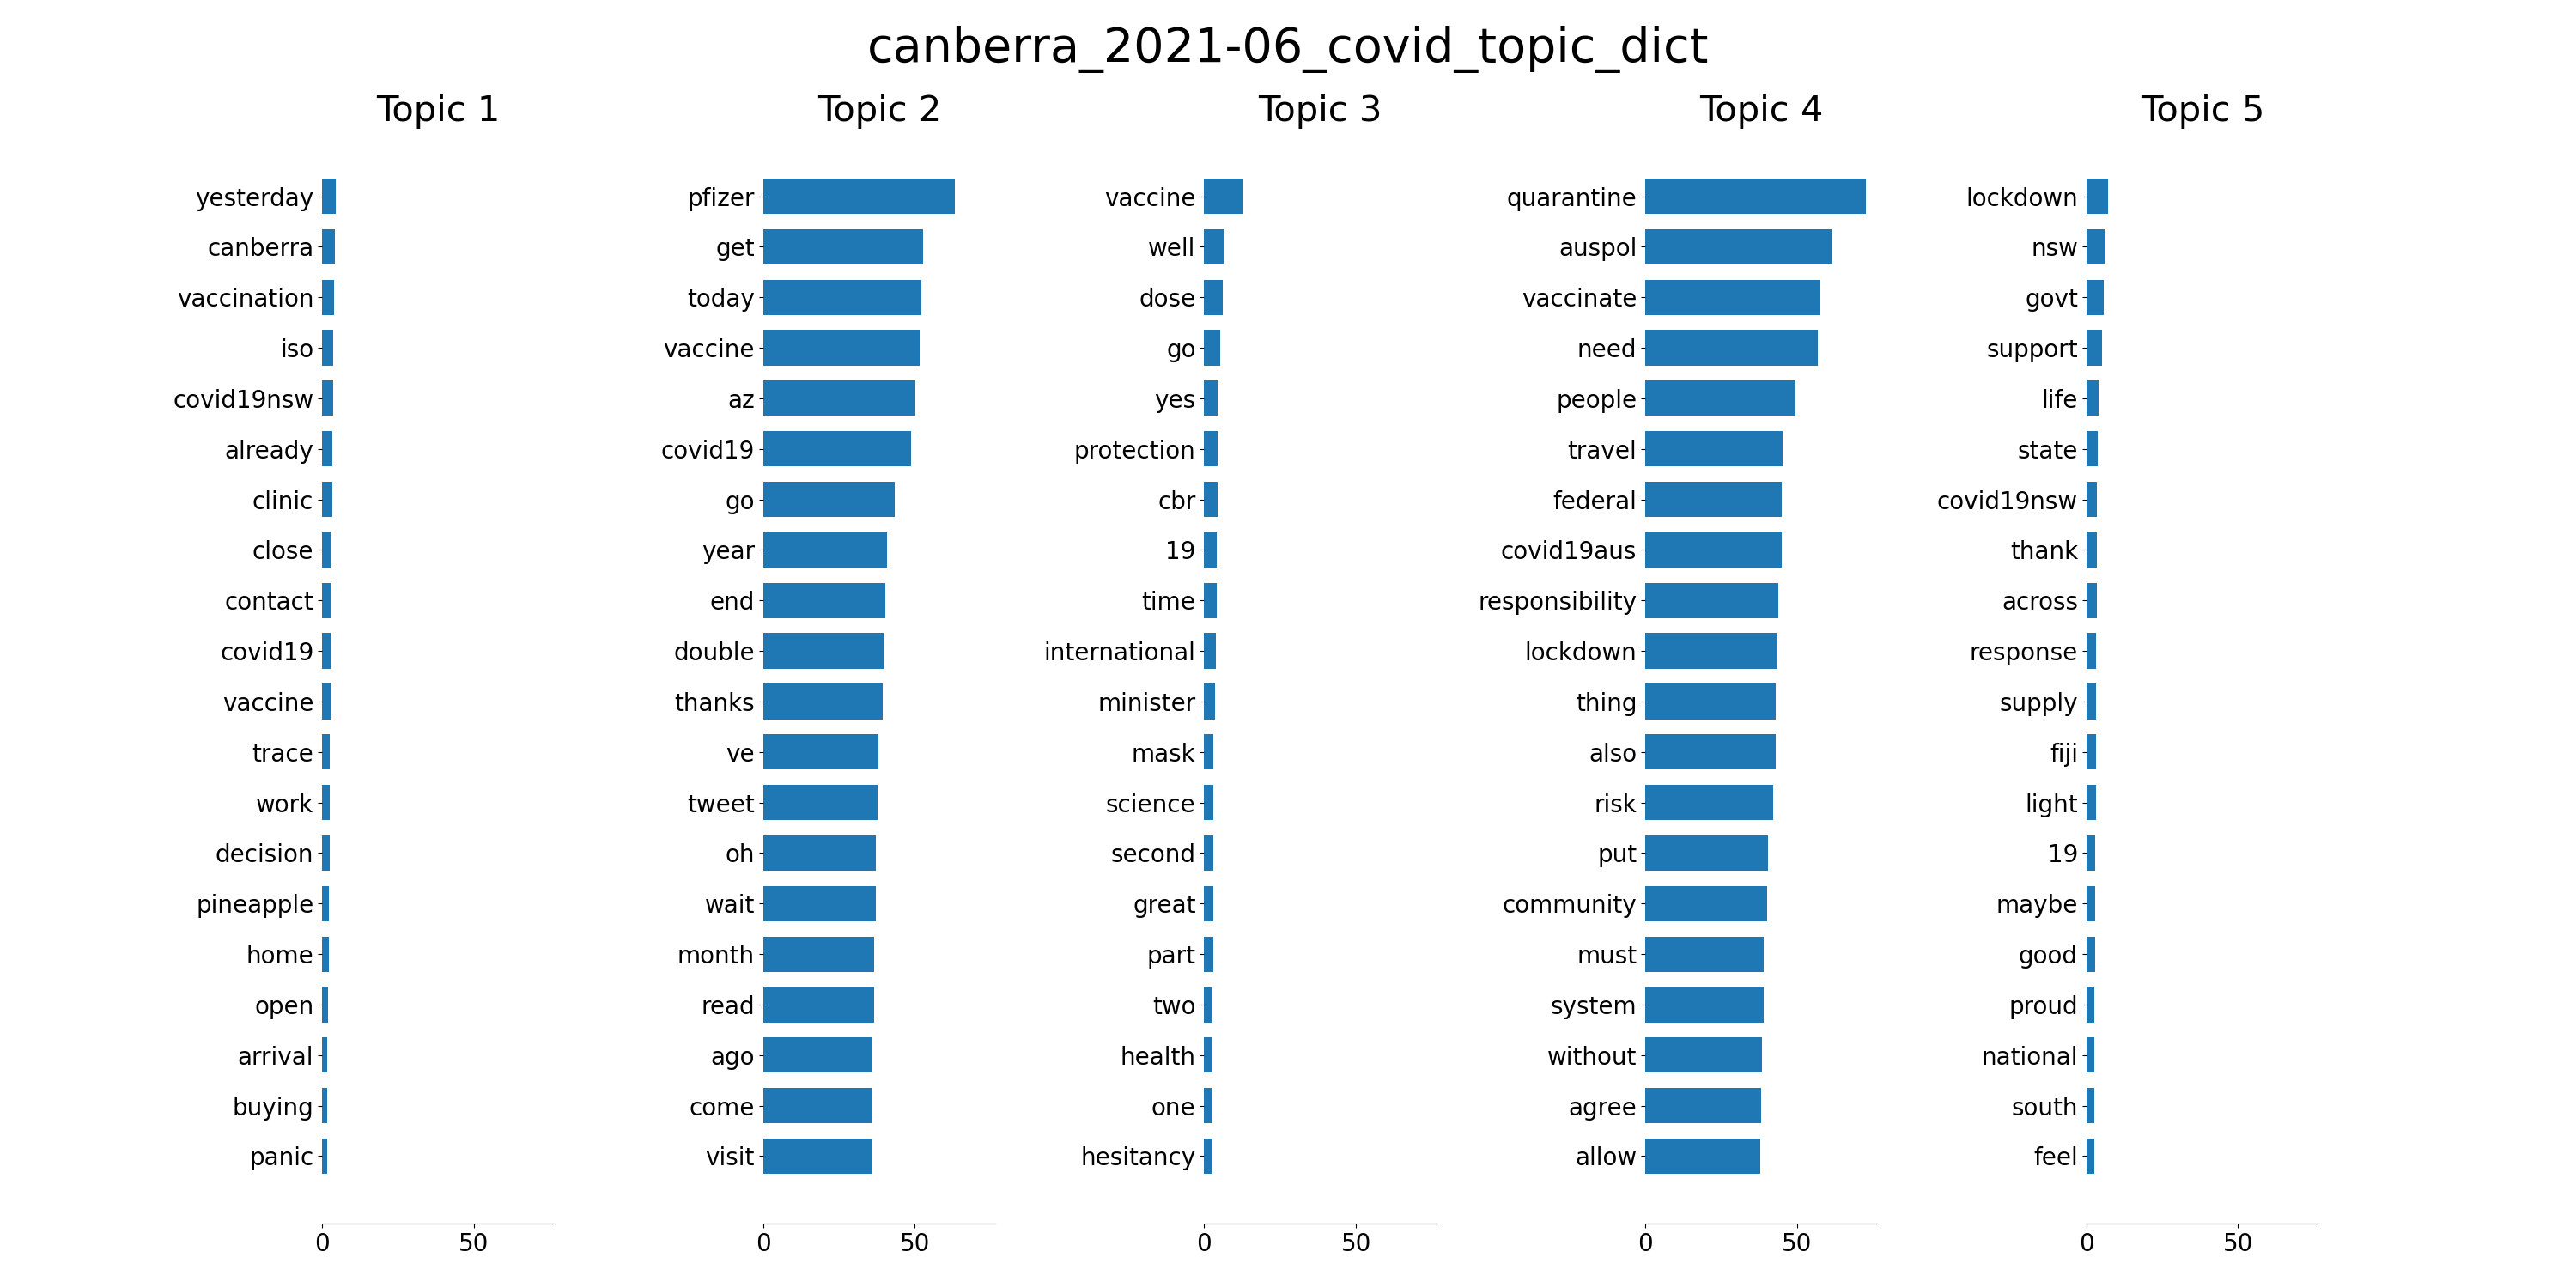 canberra_2021-06_covid_topic_dict
Topic 1
yesterday
canberra
vaccination
iso
covid19nsw
already
clinic
close
contact
covid19
vaccine
trace
work
decision
pineapple
home
open
arrival
buying
panic
0 50
Topic 2
pfizer
get
today
vaccine
az
covid19
go
year
end
double
thanks
ve
tweet
oh
wait
month
read
ago
come
visit
0 50
Topic 3
vaccine
well
dose
go
yes
protection
cbr
19
time
international
minister
mask
science
second
great
part
two
health
one
hesitancy
0 50
Topic 4
quarantine
auspol
vaccinate
need
people
travel
federal
covid19aus
responsibility
lockdown
thing
also
risk
put
community
must
system
without
agree
allow
0 50
Topic 5
lockdown
nsw
govt
support
life
state
covid19nsw
thank
across
response
supply
fiji
light
19
maybe
good
proud
national
south
feel
0 50